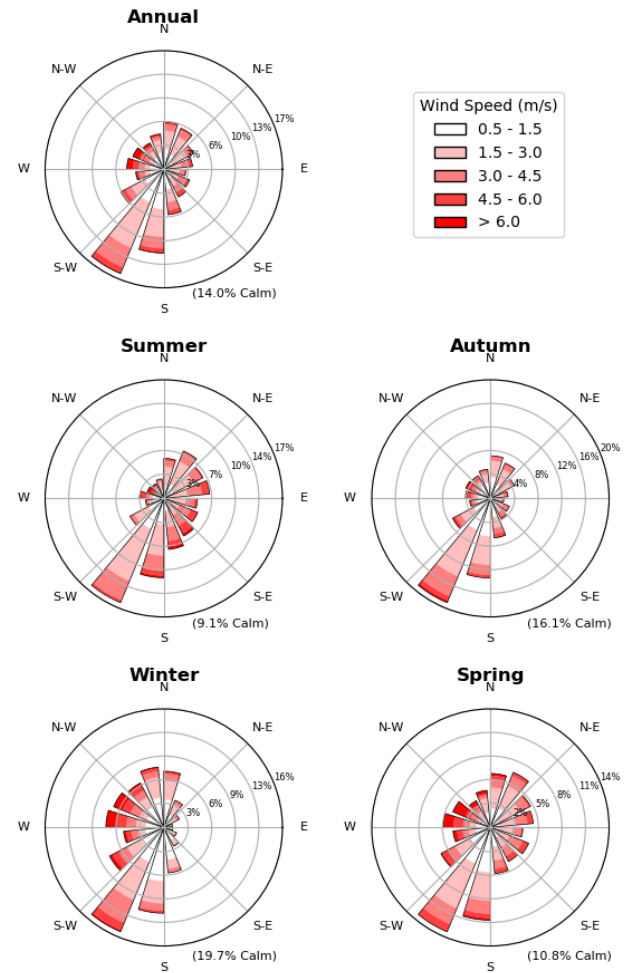 Annual
N
N-W
N-E
W
E
S-W
S-E
S
3%
6%
10%
13%
17%
(14.0% Calm)
Wind Speed (m/s)
0.5 - 1.5
1.5 - 3.0
3.0 - 4.5
4.5 - 6.0
> 6.0
Summer
N
N-W
N-E
W
E
S-W
S-E
S
3%
7%
10%
14%
17%
(9.1% Calm)
Autumn
N
N-W
N-E
W
E
S-W
S-E
S
4%
8%
12%
16%
20%
(16.1% Calm)
Winter
N
N-W
N-E
W
E
S-W
S-E
S
3%
6%
9%
13%
16%
(19.7% Calm)
Spring
N
N-W
N-E
W
E
S-W
S-E
S
2%
5%
8%
11%
14%
(10.8% Calm)